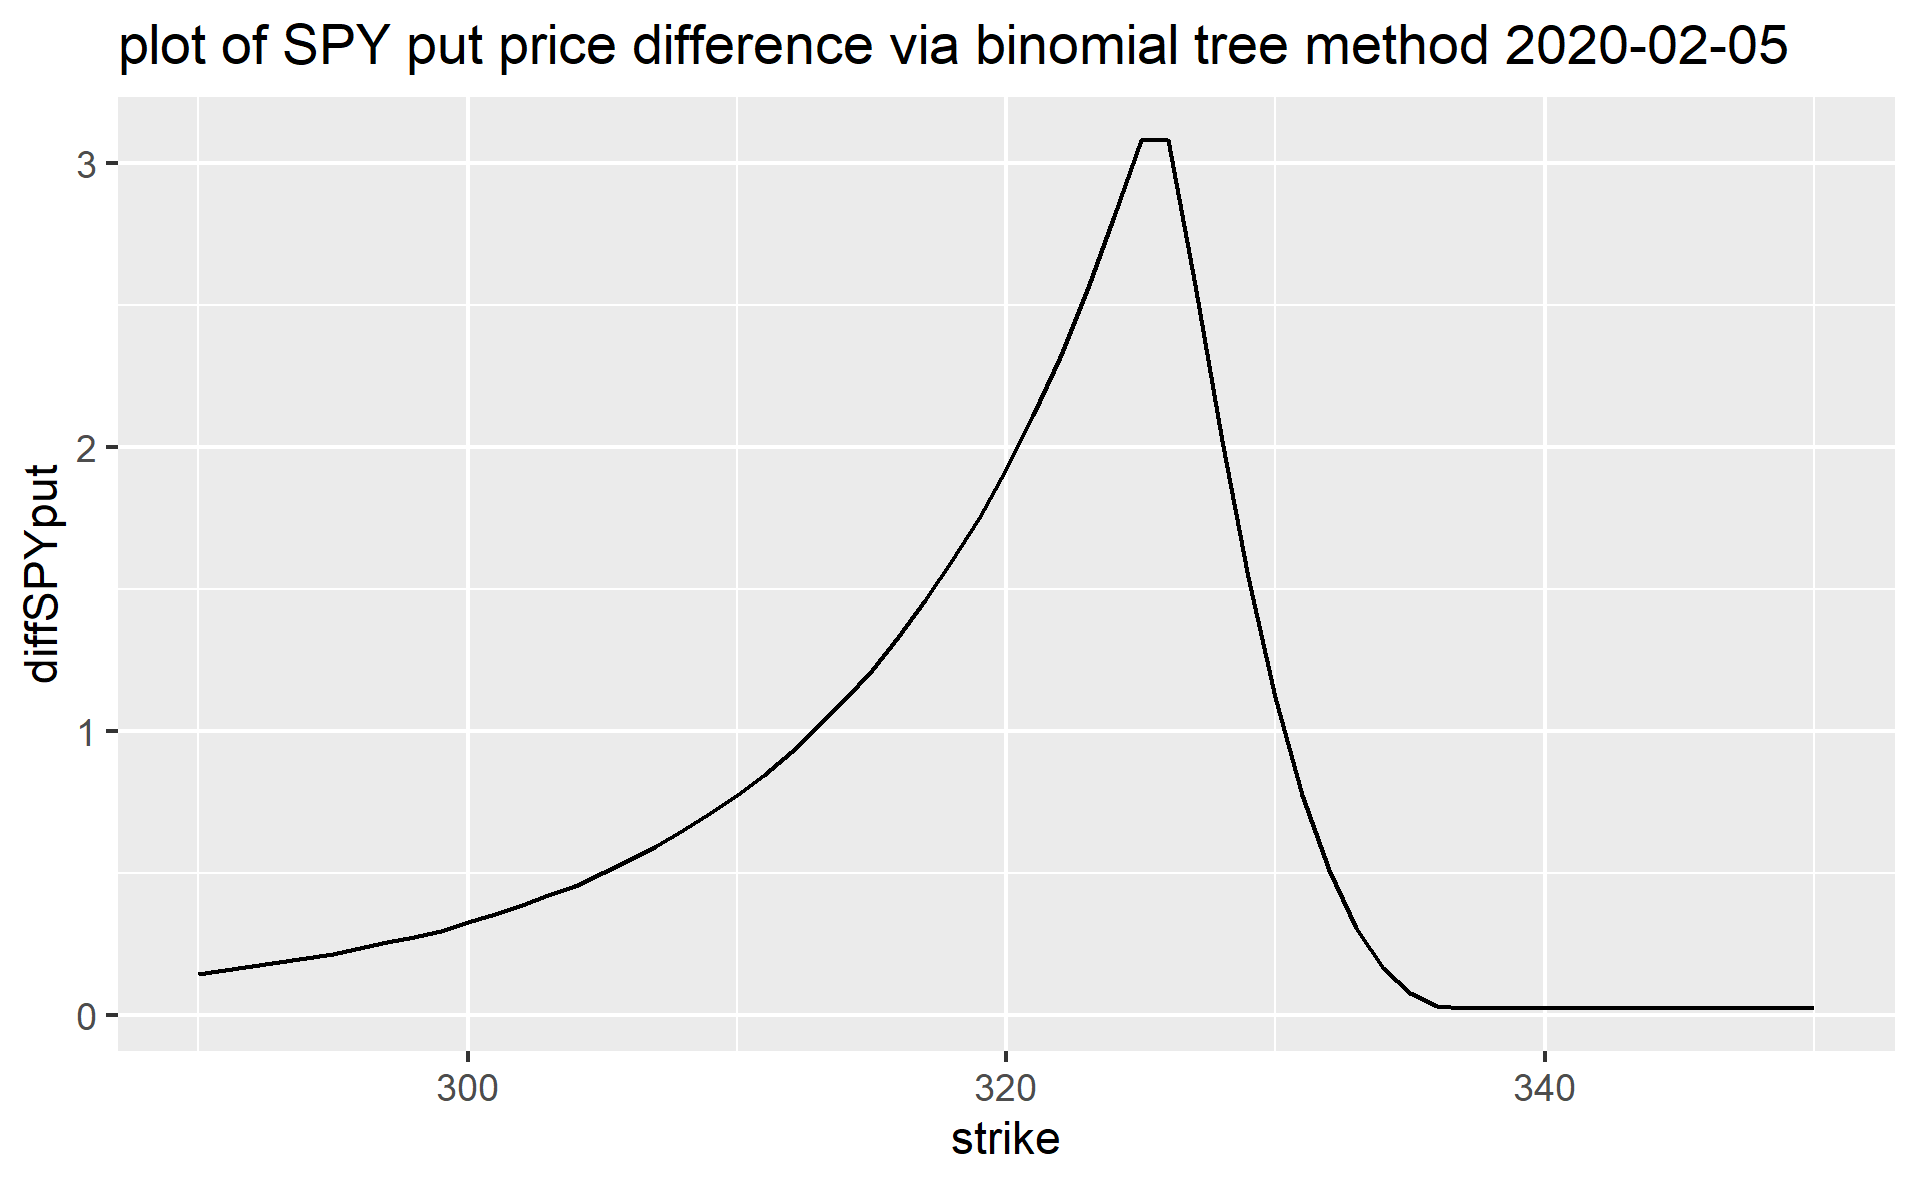 plot of SPY put price difference via binomial tree method 2020-02-05
3
2
1
0
diffSPYput
300
320
340
strike